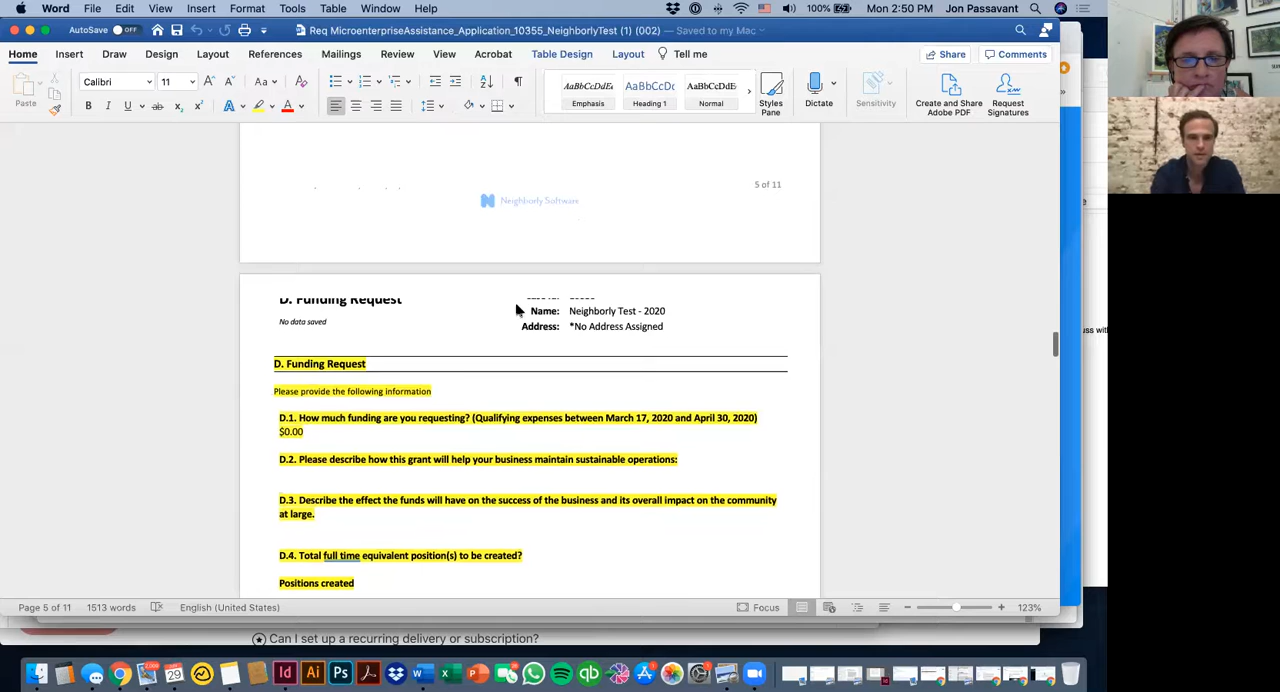 Word File Edit View Insert Format Tools Table Window Help 100% Mon 2:50 PM Jon Passavant
AutoSave OFF Req MicroenterpriseAssistance_Application_10355_NeighborlyTest (1) (002) — Saved to my Mac
Home Insert Draw Design Layout References Mailings Review View Acrobat Table Design Layout Tell me Share Comments
Paste Calibri 11 AaBbCcDdEe Emphasis AaBbCcDc Heading 1 AaBbCcDdE Normal Styles Pane Dictate Sensitivity Create and Share Adobe PDF Request Signatures
5 of 11
Neighborly Software
D. Funding Request
Name: Neighborly Test - 2020
No data saved
Address: *No Address Assigned
D. Funding Request
Please provide the following information
D.1. How much funding are you requesting? (Qualifying expenses between March 17, 2020 and April 30, 2020)
$0.00
D.2. Please describe how this grant will help your business maintain sustainable operations:
D.3. Describe the effect the funds will have on the success of the business and its overall impact on the community
at large.
D.4. Total full time equivalent position(s) to be created?
Positions created
Page 5 of 11 1513 words English (United States) Focus 123%
Can I set up a recurring delivery or subscription?